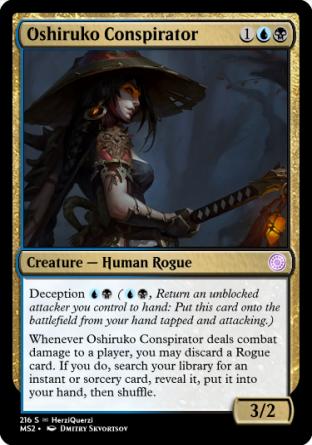 Oshiruko Conspirator 1
Creature — Human Rogue
Deception ( , Return an unblocked
attacker you control to hand: Put this card onto the
battlefield from your hand tapped and attacking.)
Whenever Oshiruko Conspirator deals combat
damage to a player, you may discard a Rogue
card. If you do, search your library for an
instant or sorcery card, reveal it, put it into
your hand, then shuffle.
3/2
216 S HerziQuerzi
MS2 • Dmitry Skvortsov